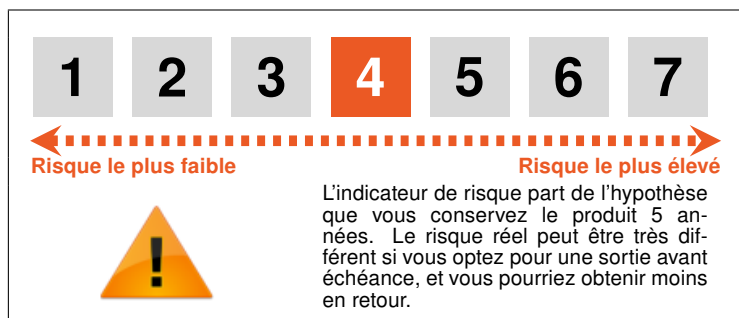 1 2 3 4 5 6 7
Risque le plus faible Risque le plus élevé
L'indicateur de risque part de l'hypothèse
que vous conservez le produit 5 an-
nées. Le risque réel peut être très dif-
férent si vous optez pour une sortie avant
échéance, et vous pourriez obtenir moins
en retour.